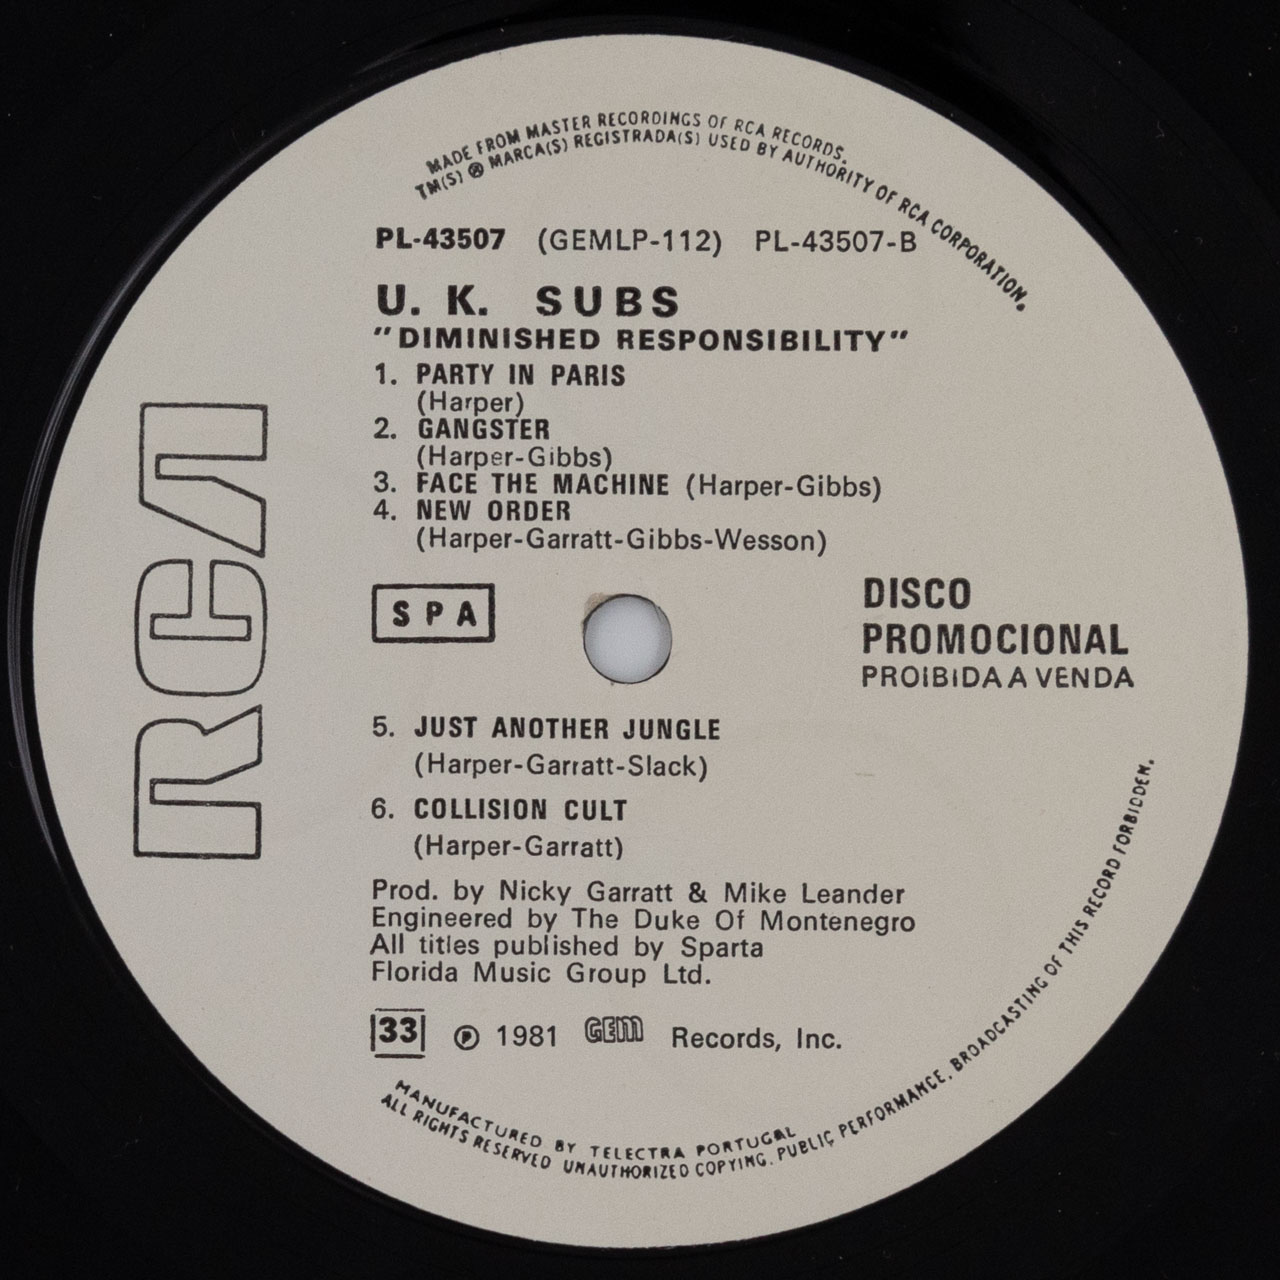 MADE FROM MASTER RECORDINGS OF RCA RECORDS.
TM(S) ® MARCA(S) REGISTRADA(S) USED BY AUTHORITY OF RCA CORPORATION.
PL-43507 (GEMLP-112) PL-43507-B
U. K. SUBS
"DIMINISHED RESPONSIBILITY"
1. PARTY IN PARIS
(Harper)
2. GANGSTER
(Harper-Gibbs)
3. FACE THE MACHINE (Harper-Gibbs)
4. NEW ORDER
(Harper-Garratt-Gibbs-Wesson)
RCA
SPA
DISCO
PROMOCIONAL
PROIBIDA A VENDA
5. JUST ANOTHER JUNGLE
(Harper-Garratt-Slack)
6. COLLISION CULT
(Harper-Garratt)
Prod. by Nicky Garratt & Mike Leander
Engineered by The Duke Of Montenegro
All titles published by Sparta
Florida Music Group Ltd.
33 ℗ 1981 GEM Records, Inc.
MANUFACTURED BY TELECTRA PORTUGAL
ALL RIGHTS RESERVED UNAUTHORIZED COPYING. PUBLIC PERFORMANCE. BROADCASTING OF THIS RECORD FORBIDDEN.